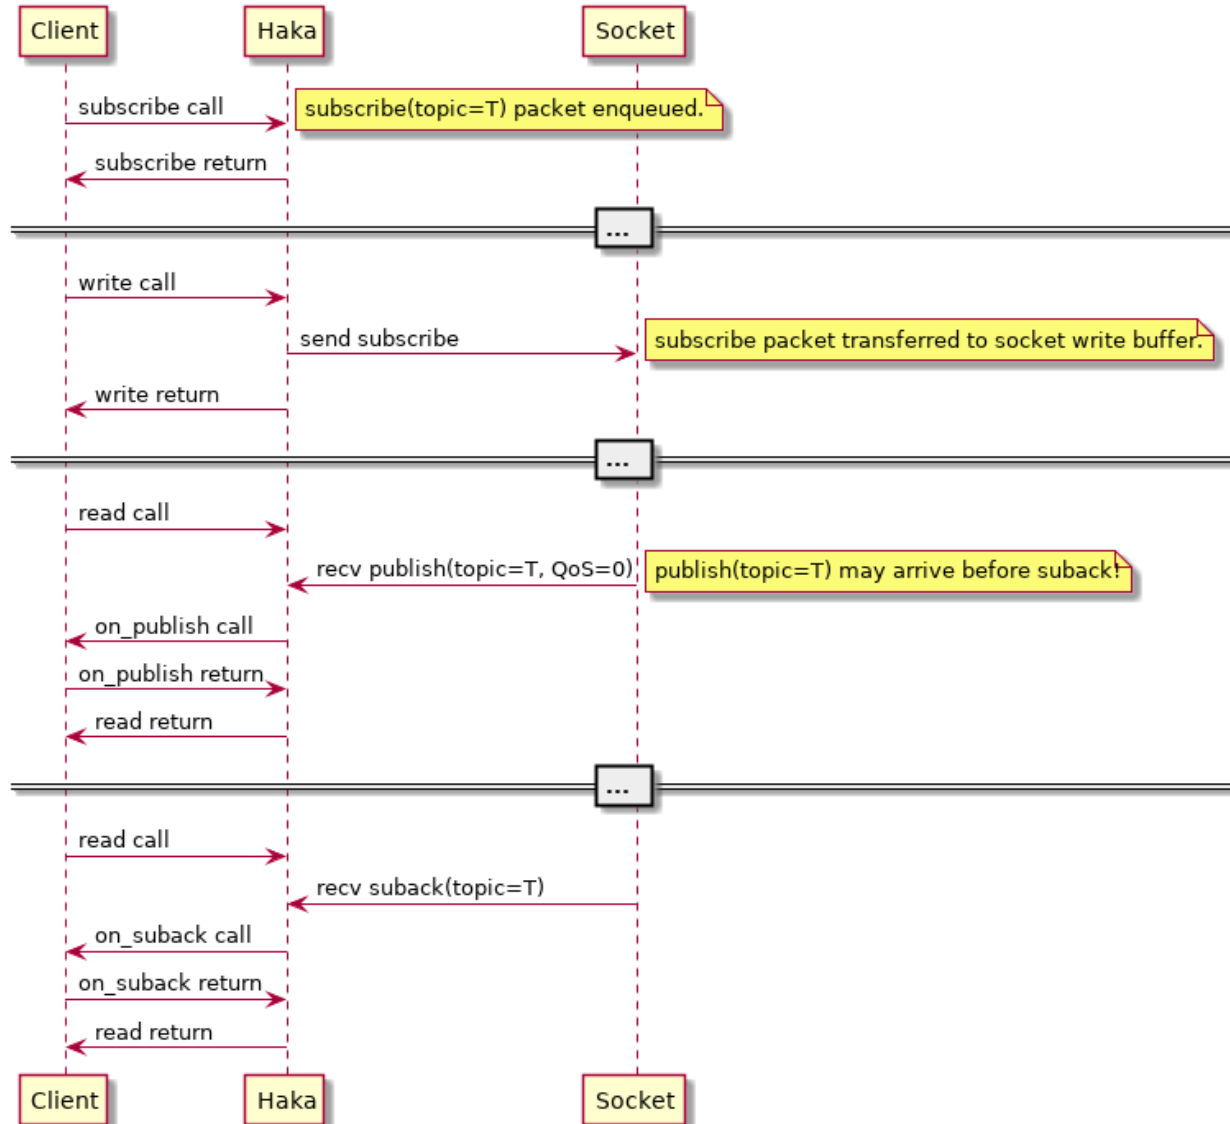 Client Haka Socket
subscribe call
subscribe(topic=T) packet enqueued.
subscribe return
...
write call
send subscribe
subscribe packet transferred to socket write buffer.
write return
...
read call
recv publish(topic=T, QoS=0)
publish(topic=T) may arrive before suback!
on_publish call
on_publish return
read return
...
read call
recv suback(topic=T)
on_suback call
on_suback return
read return
Client Haka Socket